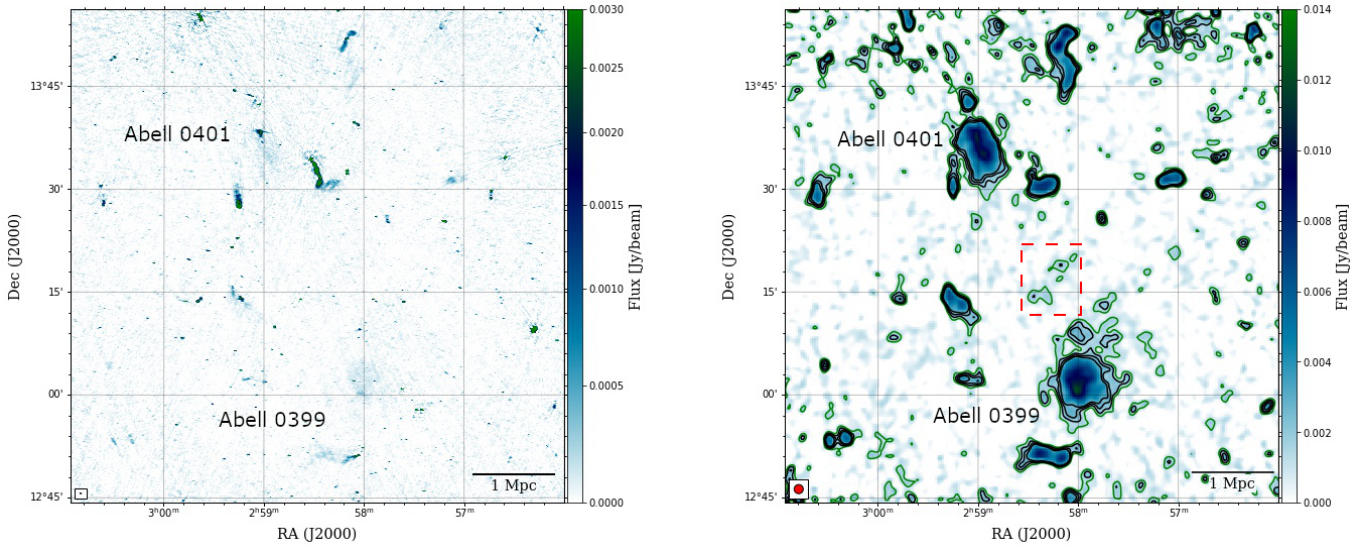 Abell 0401
Abell 0399
1 Mpc
13°45'
30'
15'
00'
12°45'
Dec (J2000)
3ʰ00ᵐ
2ʰ59ᵐ
58ᵐ
57ᵐ
RA (J2000)
0.0030
0.0025
0.0020
0.0015
0.0010
0.0005
0.0000
Flux [Jy/beam]
Abell 0401
Abell 0399
1 Mpc
13°45'
30'
15'
00'
12°45'
Dec (J2000)
3ʰ00ᵐ
2ʰ59ᵐ
58ᵐ
57ᵐ
RA (J2000)
0.014
0.012
0.010
0.008
0.006
0.004
0.002
0.000
Flux [Jy/beam]